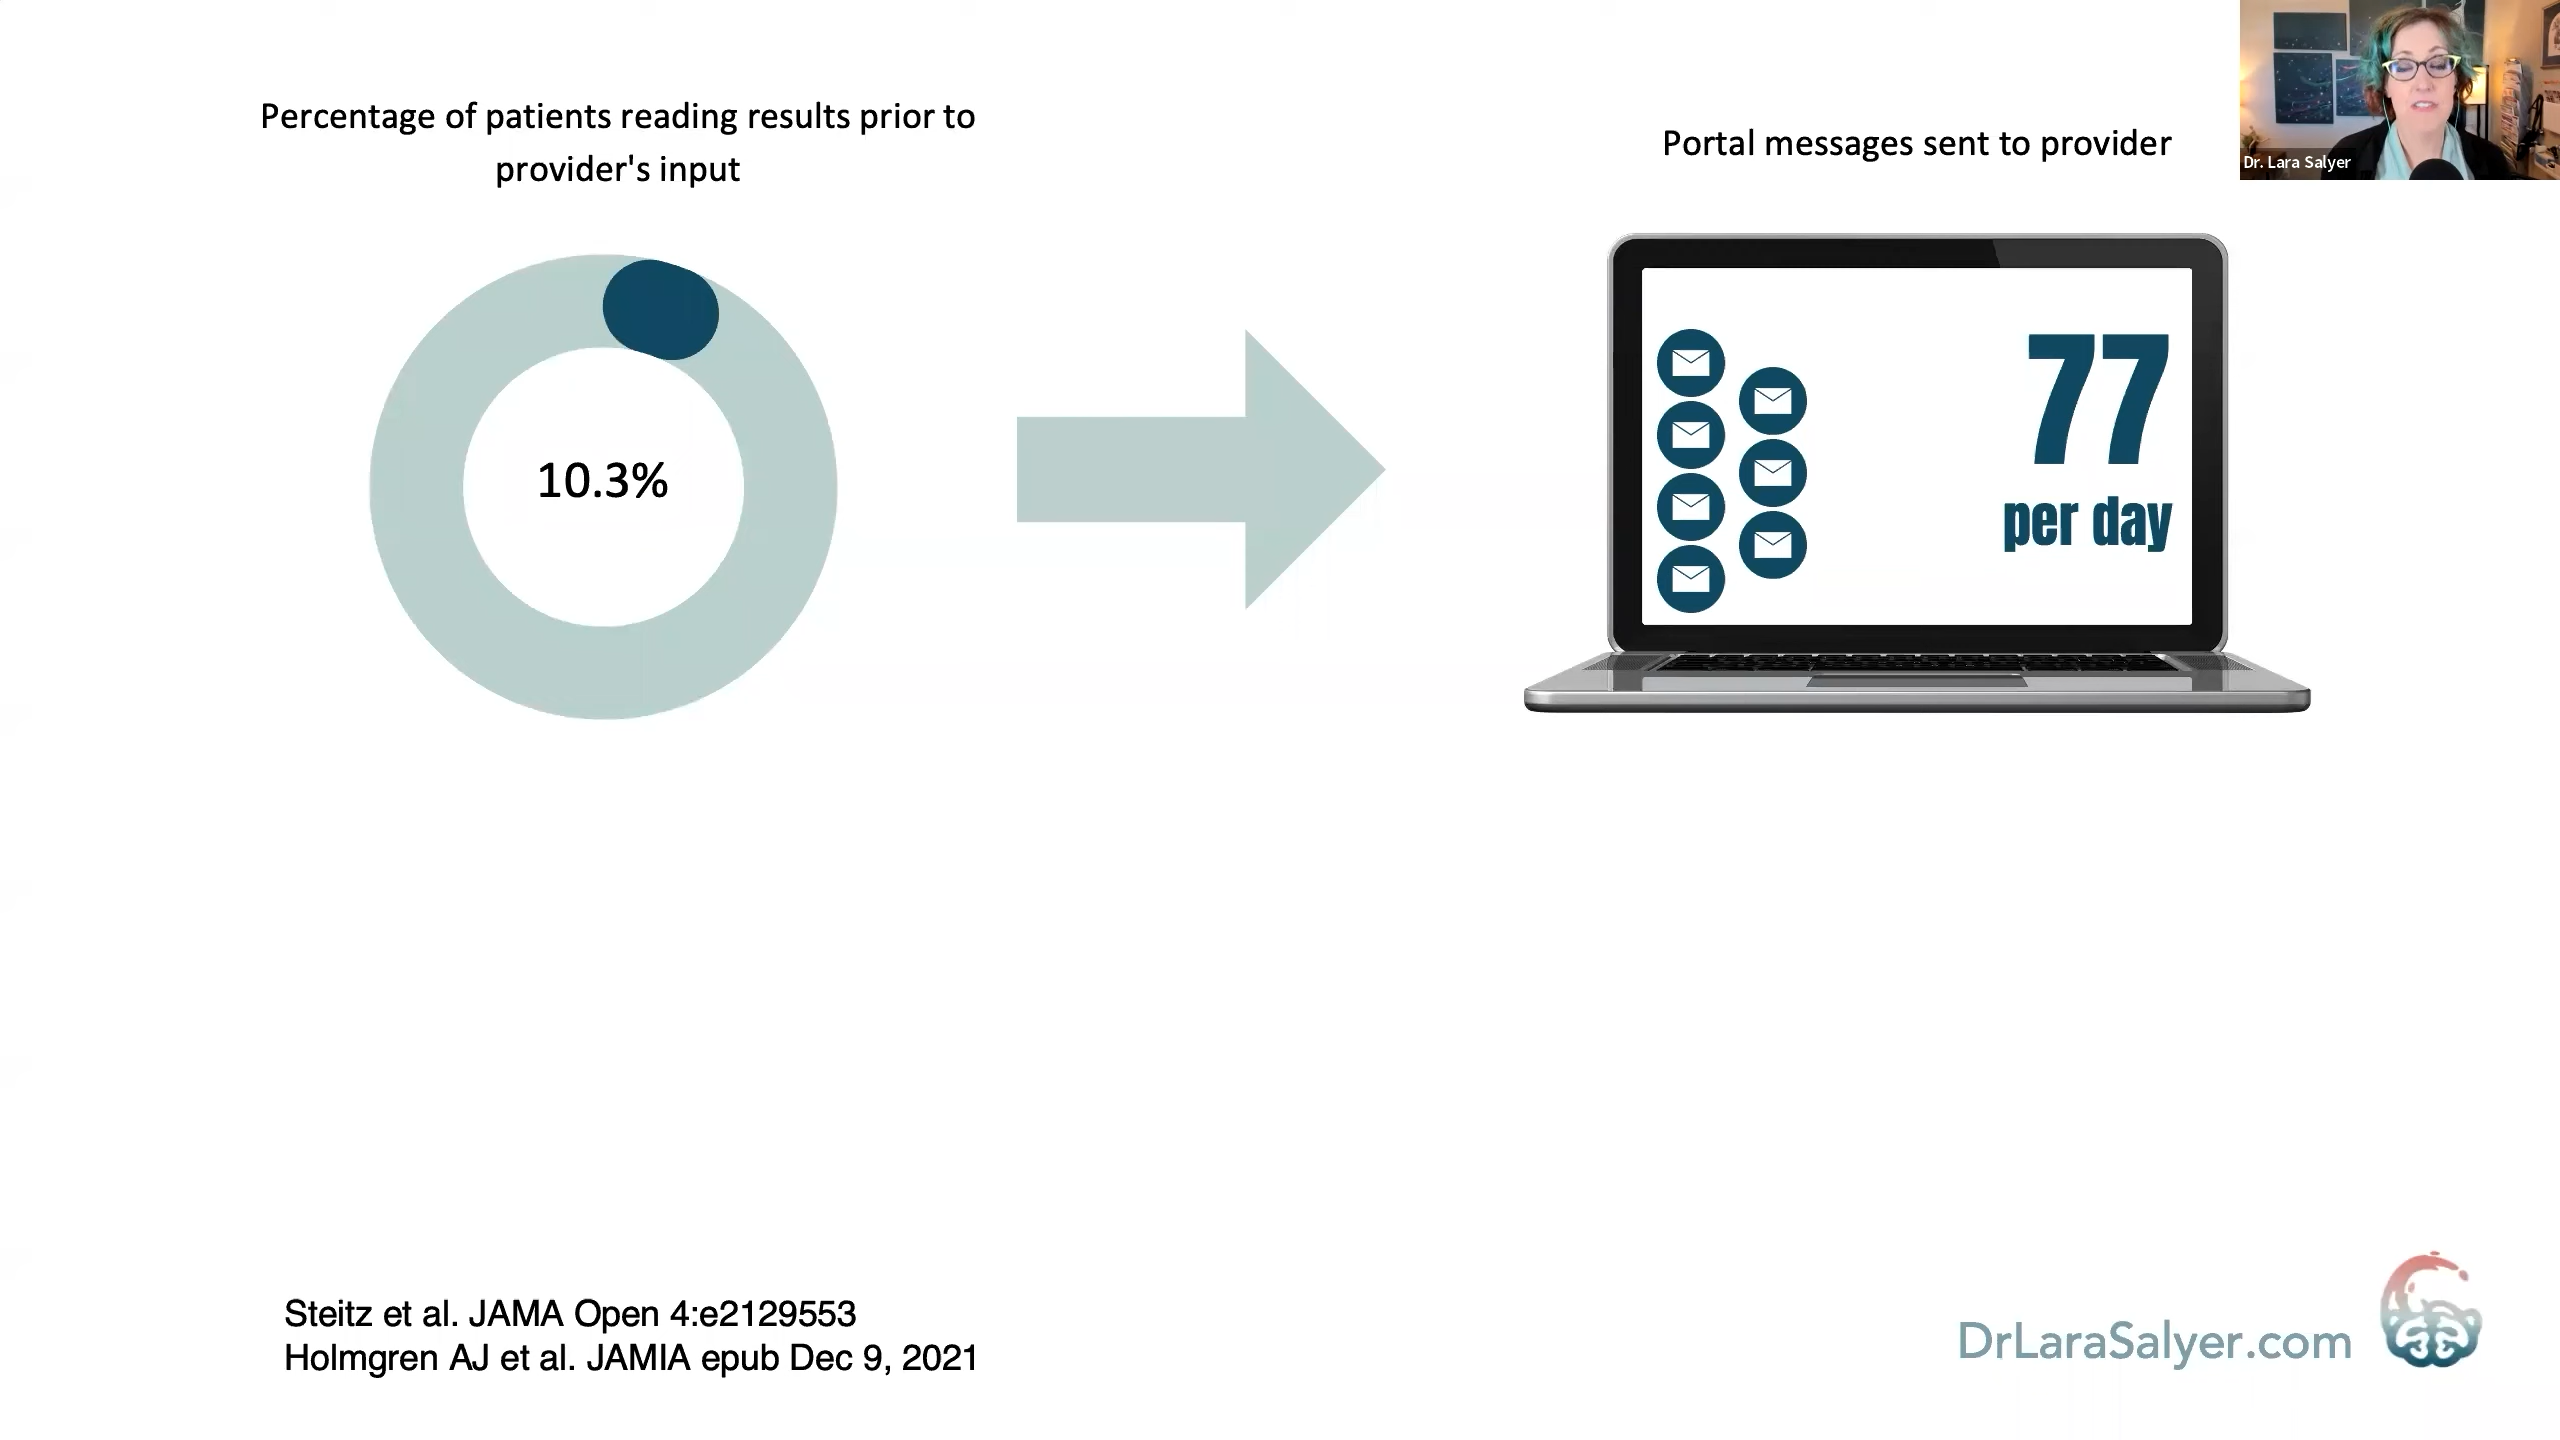 Percentage of patients reading results prior to
provider's input
10.3%
Portal messages sent to provider
77
per day
Dr. Lara Salyer
Steitz et al. JAMA Open 4:e2129553
Holmgren AJ et al. JAMIA epub Dec 9, 2021
DrLaraSalyer.com